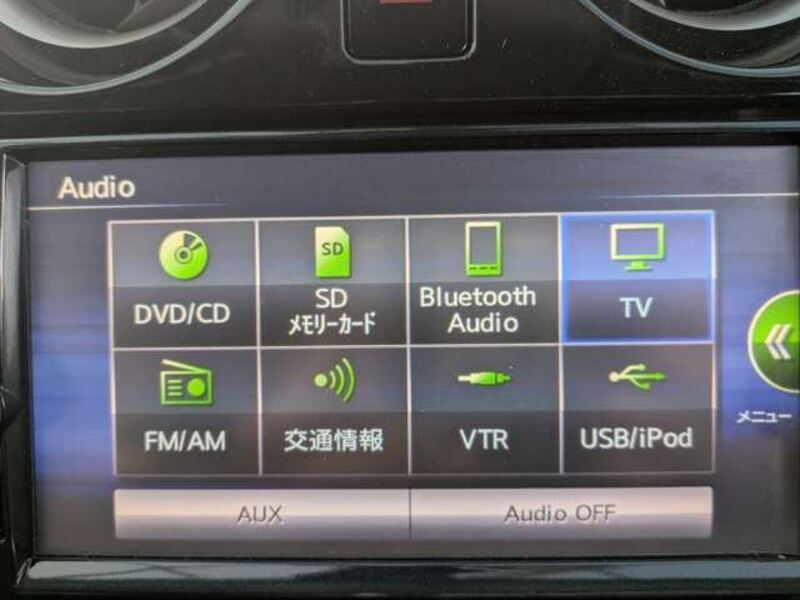 Audio
SD
DVD/CD
SD
メモリーカード
Bluetooth
Audio
TV
FM/AM
交通情報
VTR
USB/iPod
メニュー
AUX
Audio OFF